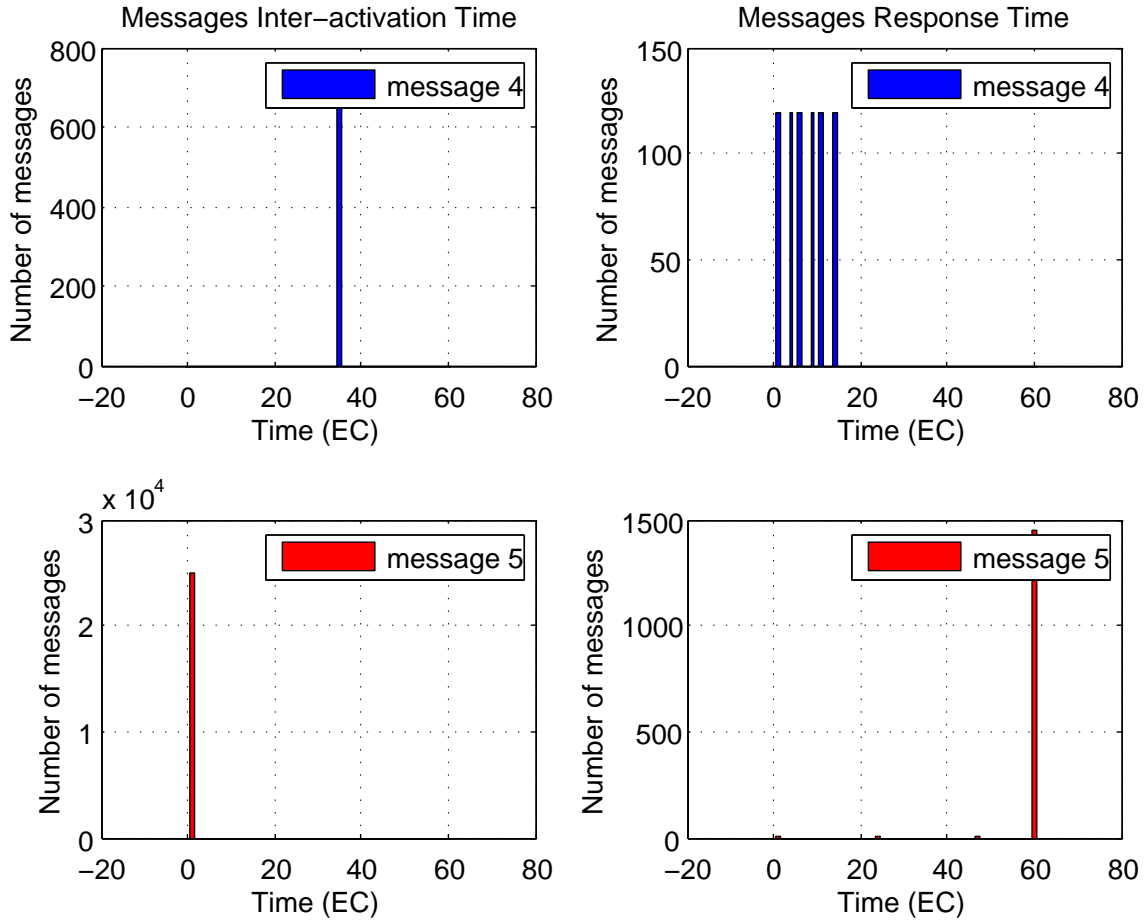 Messages Inter−activation Time
Messages Response Time
800
600
400
200
0
Number of messages
message 4
−20 0 20 40 60 80
Time (EC)
150
100
50
0
Number of messages
message 4
−20 0 20 40 60 80
Time (EC)
x 10^4
3
2
1
0
Number of messages
message 5
−20 0 20 40 60 80
Time (EC)
1500
1000
500
0
Number of messages
message 5
−20 0 20 40 60 80
Time (EC)